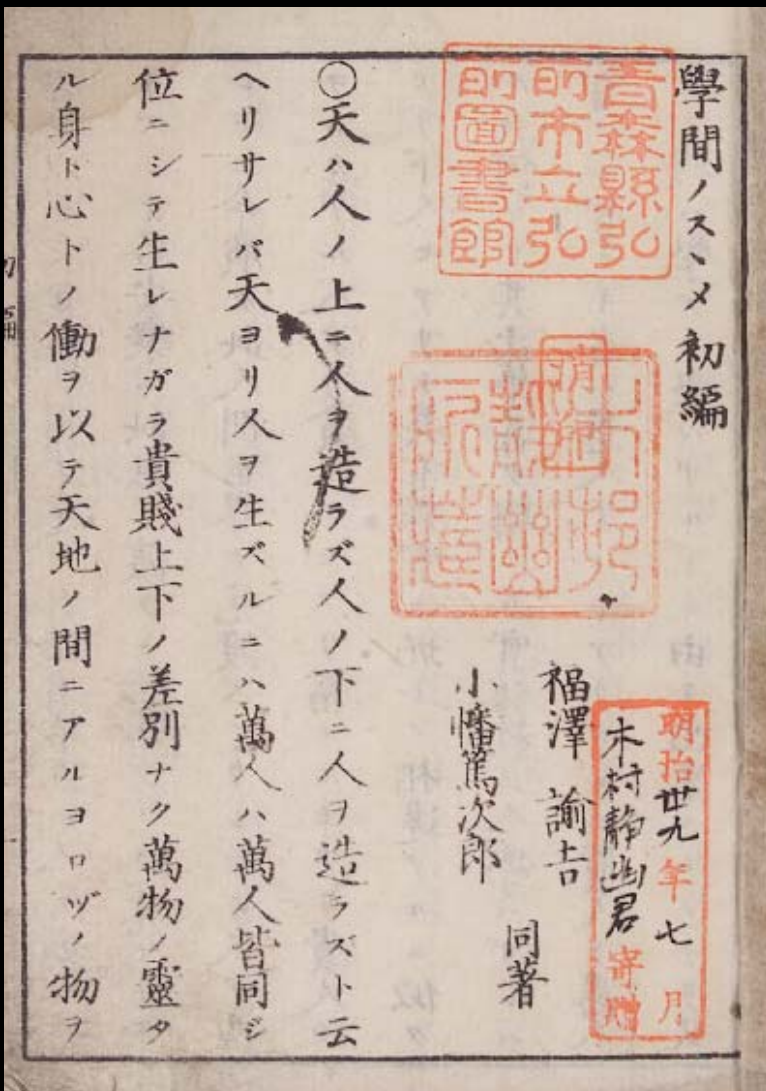 學問ノスヽメ 初編
青森縣弘
前市立弘
前圖書館
明治卅九年七月
木村靜幽君
寄贈
福澤 諭吉
小幡篤次郎
同著
〇天ハ人ノ上ニ人ヲ造ラズ人ノ下ニ人ヲ造ラズト云
ヘリサレバ天ヨリ人ヲ生ズルニハ萬人ハ萬人皆同ジ
位ニシテ生レナガラ貴賤上下ノ差別ナク萬物ノ靈タ
ル身ト心トノ働ヲ以テ天地ノ間ニアルヨロヅノ物ヲ